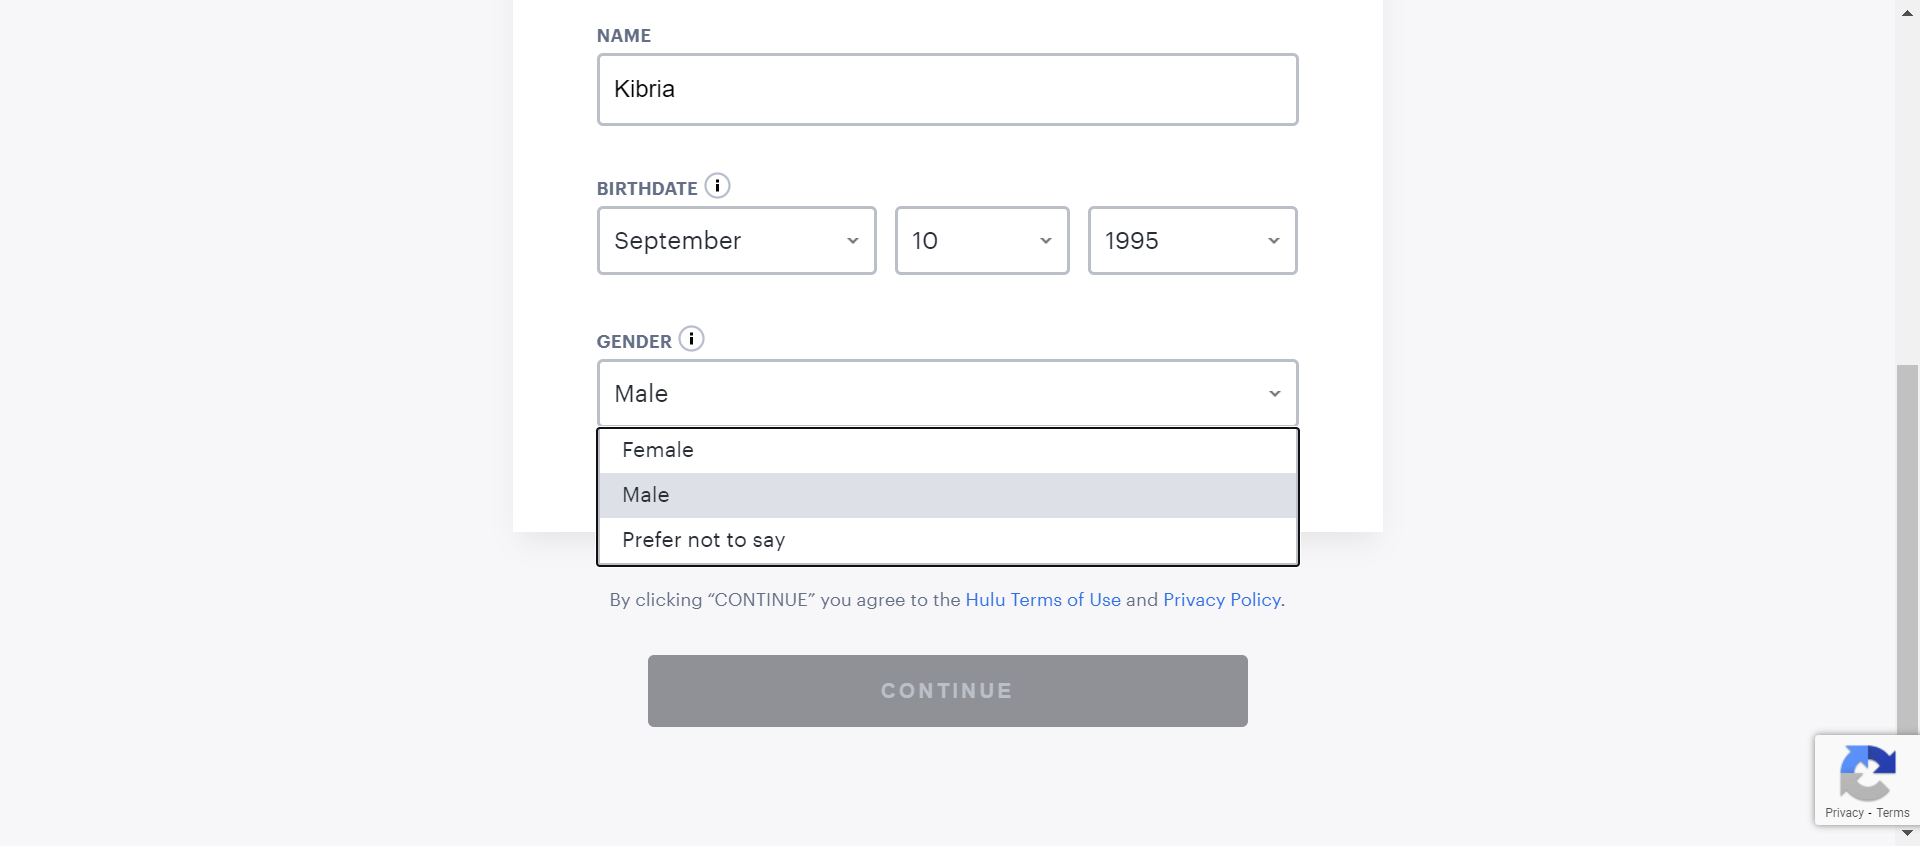 NAME
Kibria
BIRTHDATE i
September 10 1995
GENDER i
Male
Female
Male
Prefer not to say
By clicking “CONTINUE” you agree to the Hulu Terms of Use and Privacy Policy.
CONTINUE
Privacy - Terms